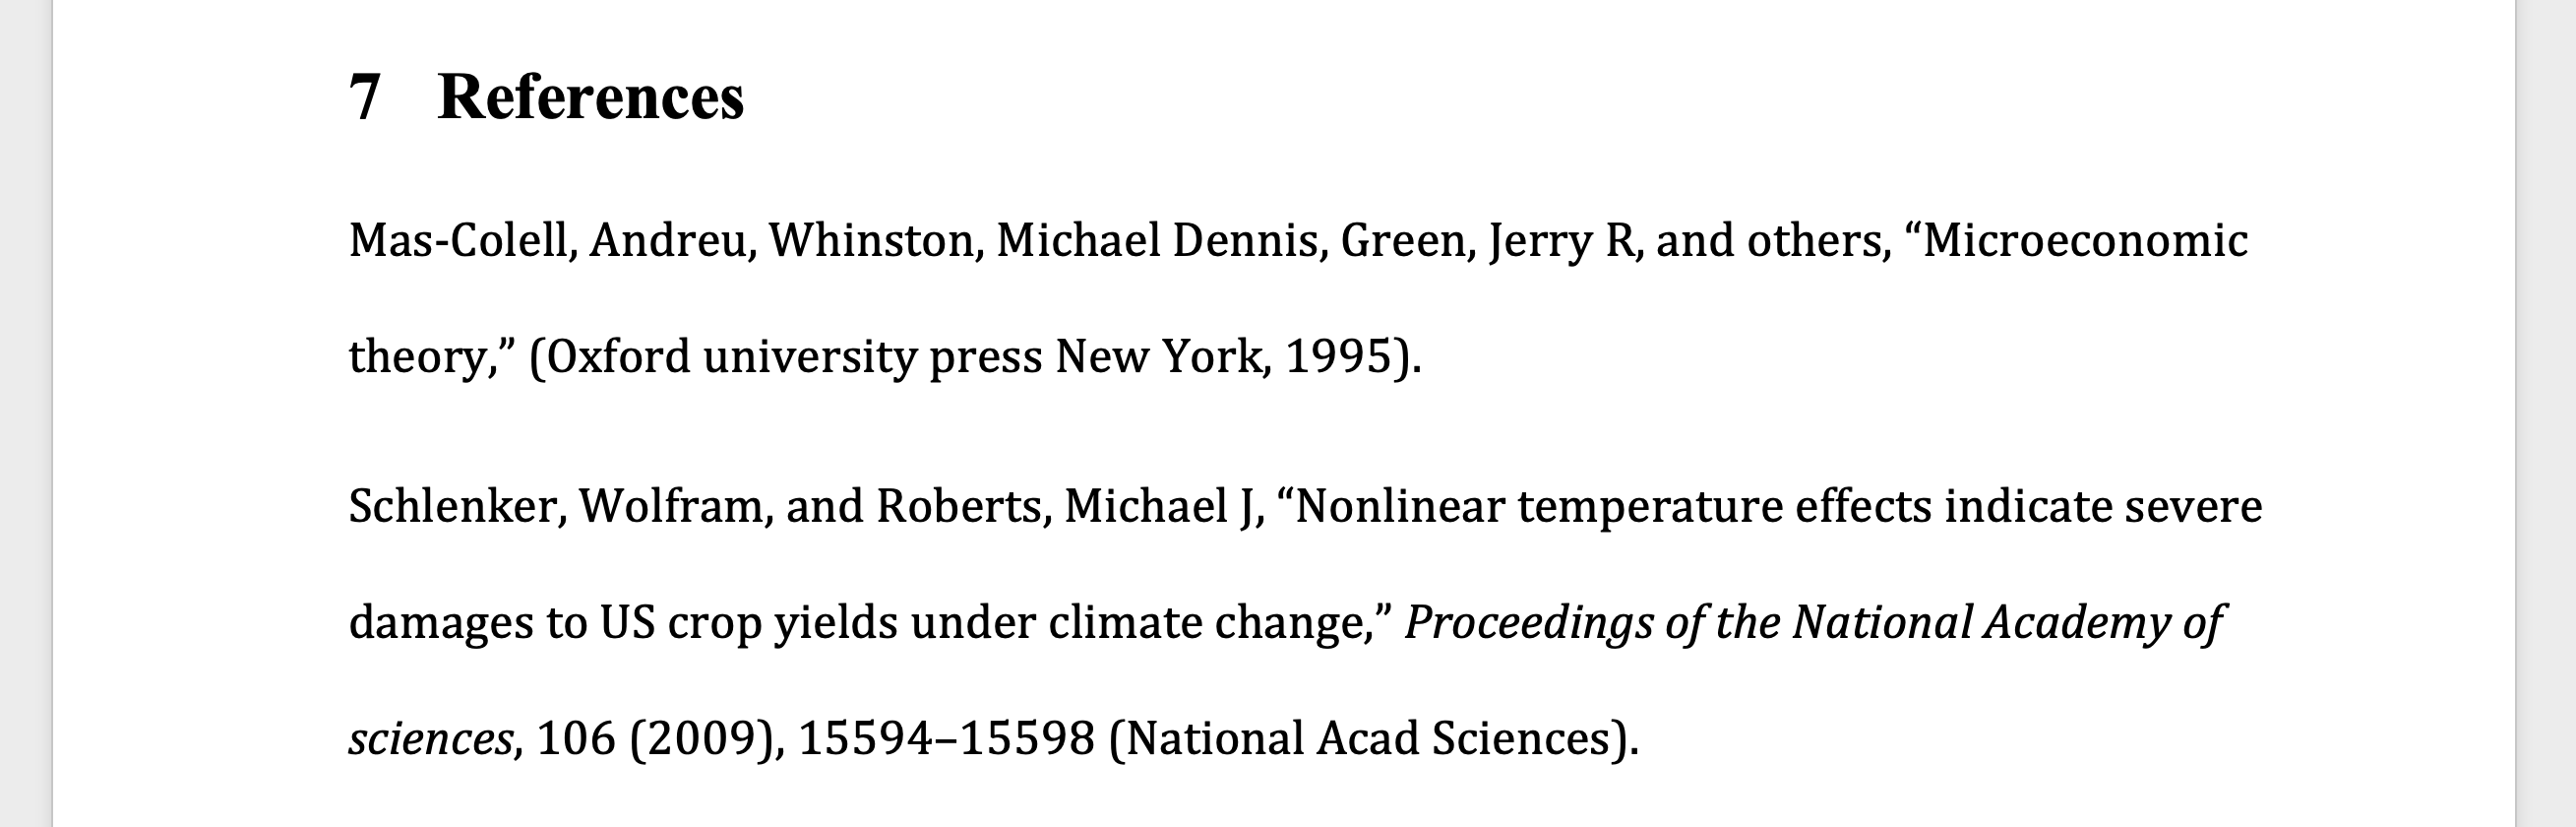 7 References
Mas-Colell, Andreu, Whinston, Michael Dennis, Green, Jerry R, and others, “Microeconomic
theory,” (Oxford university press New York, 1995).
Schlenker, Wolfram, and Roberts, Michael J, “Nonlinear temperature effects indicate severe
damages to US crop yields under climate change,” Proceedings of the National Academy of
sciences, 106 (2009), 15594–15598 (National Acad Sciences).